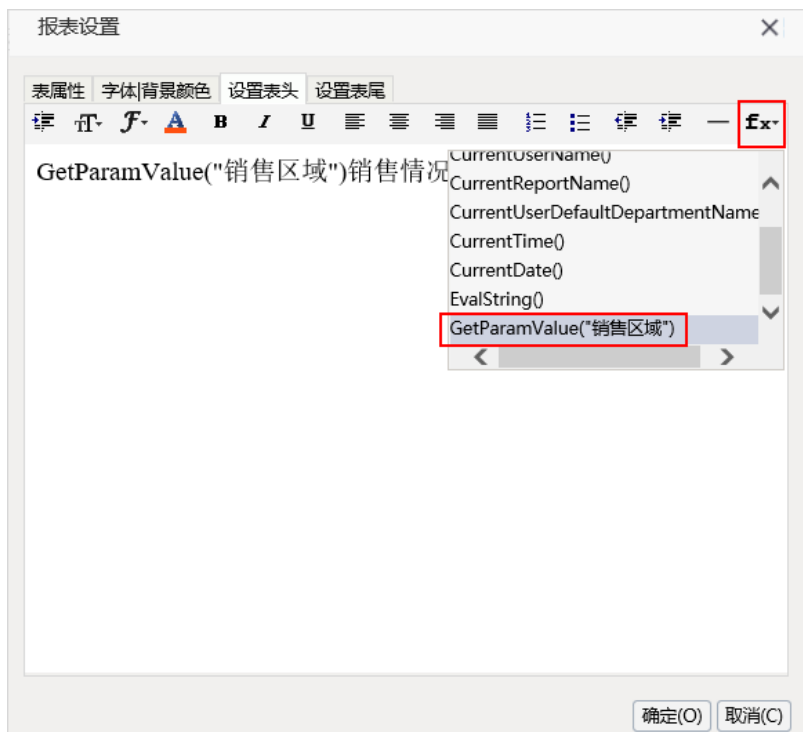 报表设置
表属性 字体|背景颜色 设置表头 设置表尾
A B I U fx
GetParamValue("销售区域")销售情况
CurrentUserName()
CurrentReportName()
CurrentUserDefaultDepartmentName
CurrentTime()
CurrentDate()
EvalString()
GetParamValue("销售区域")
确定(O) 取消(C)